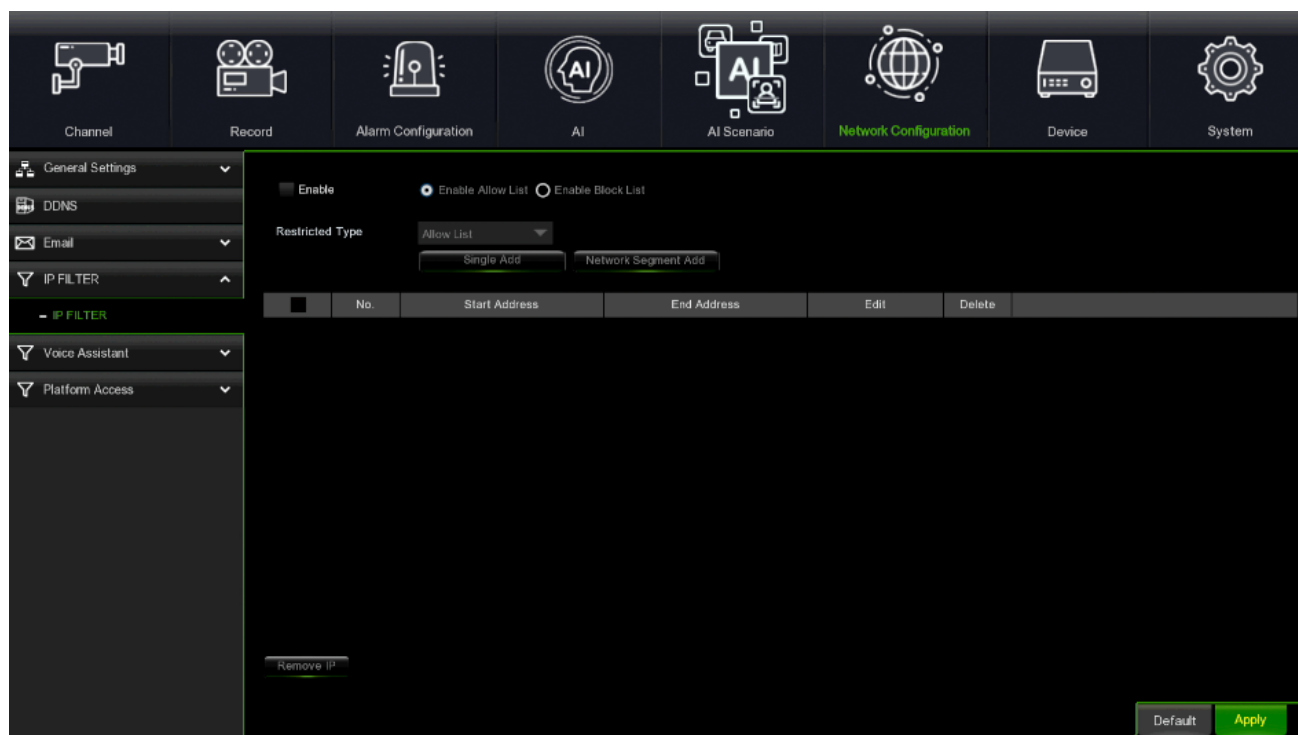 AI
AI
Channel Record Alarm Configuration AI AI Scenario Network Configuration Device System
General Settings
DDNS
Email
IP FILTER
IP FILTER
Voice Assistant
Platform Access
Enable Enable Allow List Enable Block List
Restricted Type Allow List
Single Add Network Segment Add
No. Start Address End Address Edit Delete
Remove IP
Default Apply